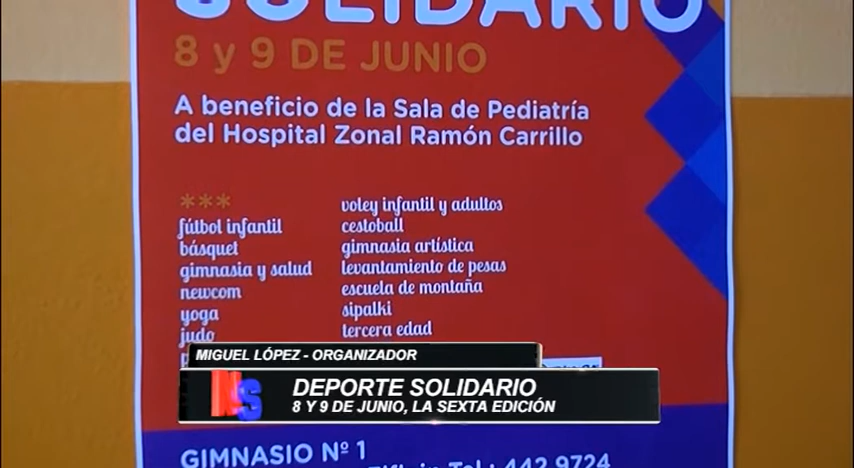 SOLIDARIO
8 y 9 DE JUNIO
A beneficio de la Sala de Pediatría
del Hospital Zonal Ramón Carrillo
***
fútbol infantil
básquet
gimnasia y salud
newcom
yoga
judo
voley infantil y adultos
cestoball
gimnasia artística
levantamiento de pesas
escuela de montaña
sipalki
tercera edad
MIGUEL LÓPEZ - ORGANIZADOR
NS
DEPORTE SOLIDARIO
8 Y 9 DE JUNIO, LA SEXTA EDICIÓN
GIMNASIO Nº 1
Tel.: 442 9724